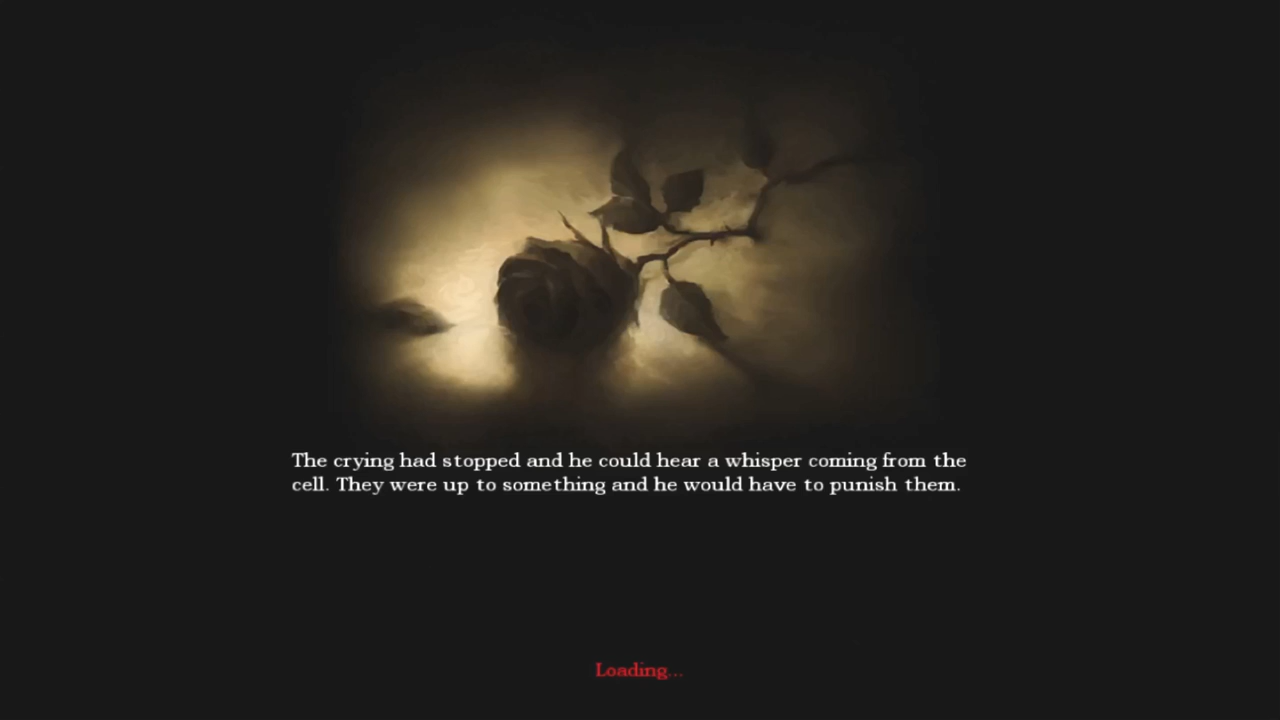 The crying had stopped and he could hear a whisper coming from the
cell. They were up to something and he would have to punish them.
Loading...